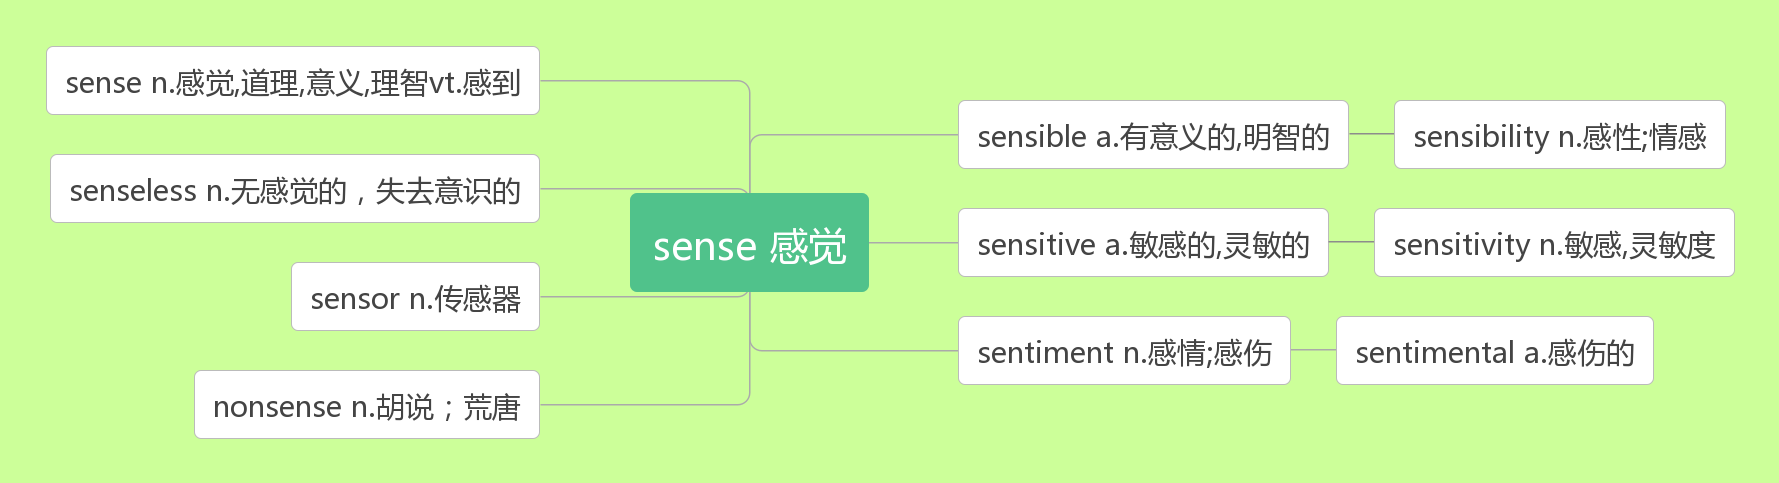 sense n.感觉,道理,意义,理智vt.感到
senseless n.无感觉的，失去意识的
sensor n.传感器
nonsense n.胡说；荒唐
sense 感觉
sensible a.有意义的,明智的
sensibility n.感性;情感
sensitive a.敏感的,灵敏的
sensitivity n.敏感,灵敏度
sentiment n.感情;感伤
sentimental a.感伤的